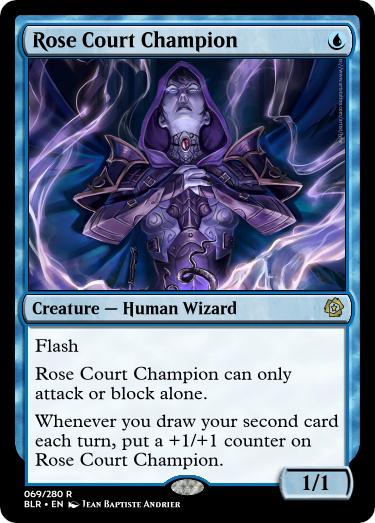 Rose Court Champion
Creature — Human Wizard
Flash
Rose Court Champion can only
attack or block alone.
Whenever you draw your second card
each turn, put a +1/+1 counter on
Rose Court Champion.
1/1
069/280 R
BLR • EN Jean Baptiste Andrier